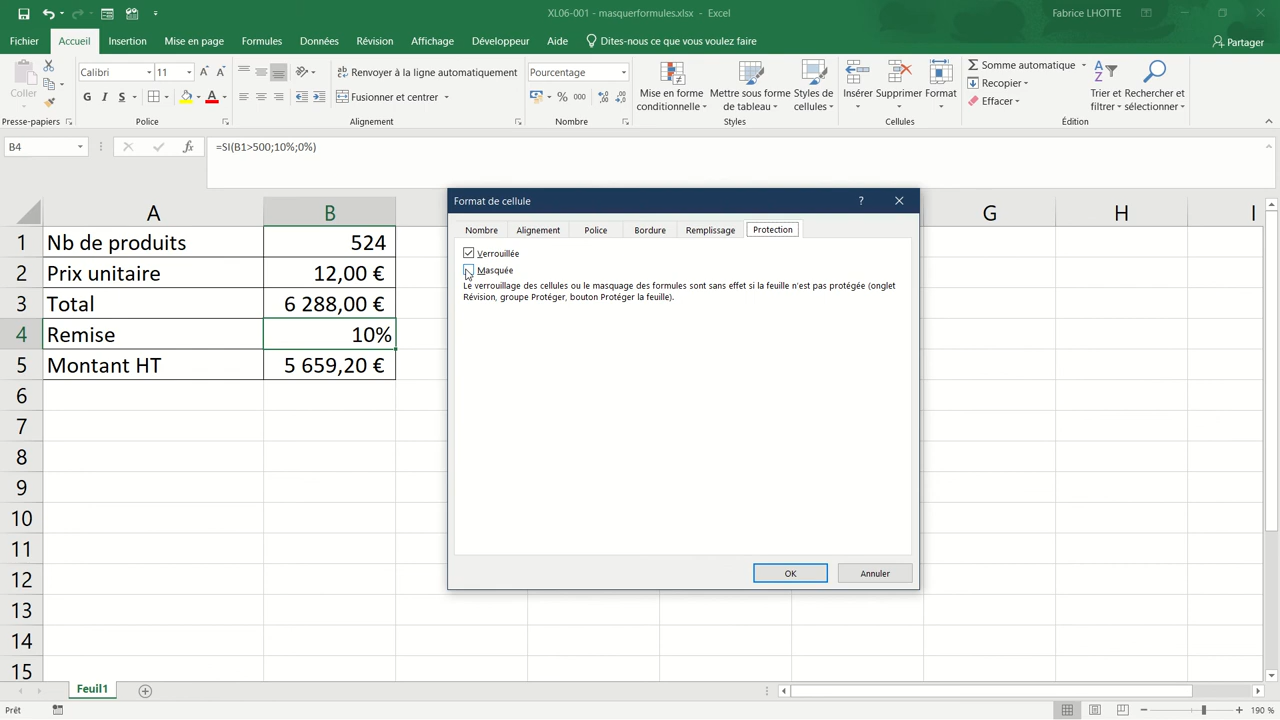 XL06-001 - masquerformules.xlsx - Excel
Fabrice LHOTTE
Fichier Accueil Insertion Mise en page Formules Données Révision Affichage Développeur Aide Dites-nous ce que vous voulez faire Partager
Coller
Calibri 11
Renvoyer à la ligne automatiquement
Pourcentage
Mise en forme conditionnelle
Mettre sous forme de tableau
Styles de cellules
Insérer Supprimer Format
Somme automatique
Recopier
Effacer
Trier et filtrer
Rechercher et sélectionner
G I S A
Fusionner et centrer
% 000
Presse-papiers Police Alignement Nombre Styles Cellules Édition
B4 fx =SI(B1>500;10%;0%)
A B G H I
1 Nb de produits 524
2 Prix unitaire 12,00 €
3 Total 6 288,00 €
4 Remise 10%
5 Montant HT 5 659,20 €
6
7
8
9
10
11
12
13
14
15
Format de cellule ?
Nombre Alignement Police Bordure Remplissage Protection
Verrouillée
Masquée
Le verrouillage des cellules ou le masquage des formules sont sans effet si la feuille n'est pas protégée (onglet
Révision, groupe Protéger, bouton Protéger la feuille).
OK Annuler
Feuil1
Prêt
190 %